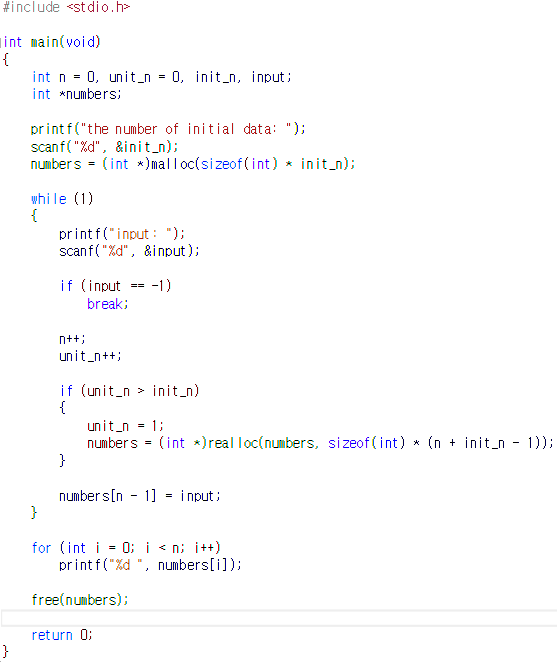 #include <stdio.h>
int main(void)
{
int n = 0, unit_n = 0, init_n, input;
int *numbers;
printf("the number of initial data: ");
scanf("%d", &init_n);
numbers = (int *)malloc(sizeof(int) * init_n);
while (1)
{
printf("input: ");
scanf("%d", &input);
if (input == -1)
break;
n++;
unit_n++;
if (unit_n > init_n)
{
unit_n = 1;
numbers = (int *)realloc(numbers, sizeof(int) * (n + init_n - 1));
}
numbers[n - 1] = input;
}
for (int i = 0; i < n; i++)
printf("%d ", numbers[i]);
free(numbers);
return 0;
}